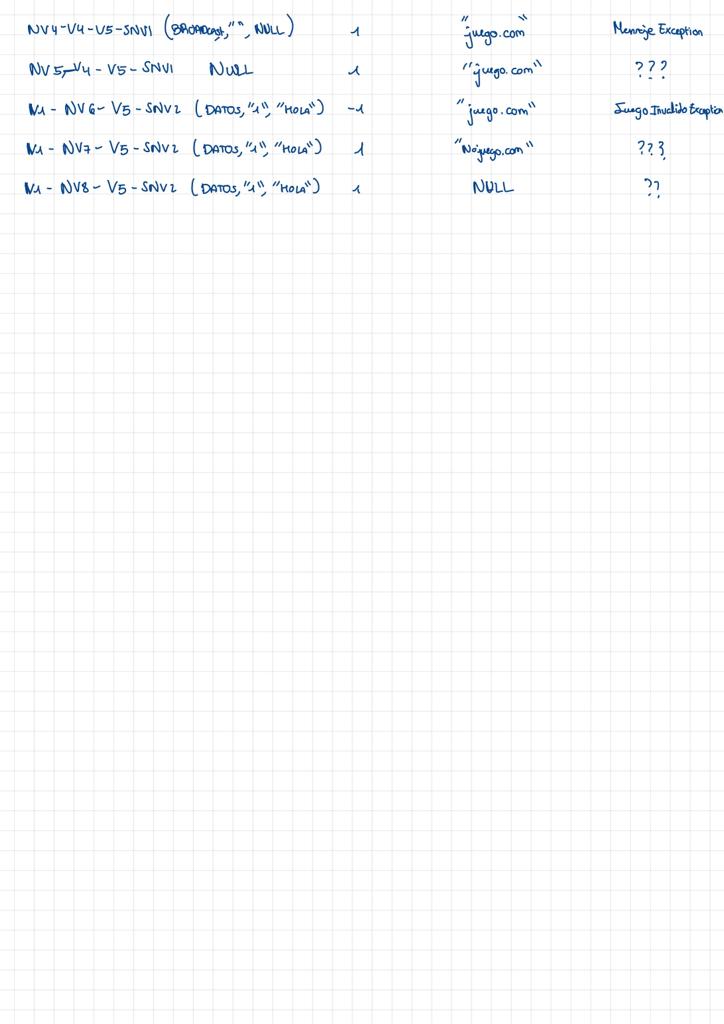 NV4-V4-V5-SNV1 (BROADCAST,"", NULL) 1 "juego.com" Mensaje Exception
NV5-V4-V5-SNV1 NULL 1 "juego.com" ???
V1-NV6-V5-SNV2 (DATOS,"1","HOLA") -1 "juego.com" Juego Invalido Exception
V1-NV7-V5-SNV2 (DATOS,"1","HOLA") 1 "Nojuego.com" ???
V1-NV8-V5-SNV2 (DATOS,"1","HOLA") 1 NULL ??